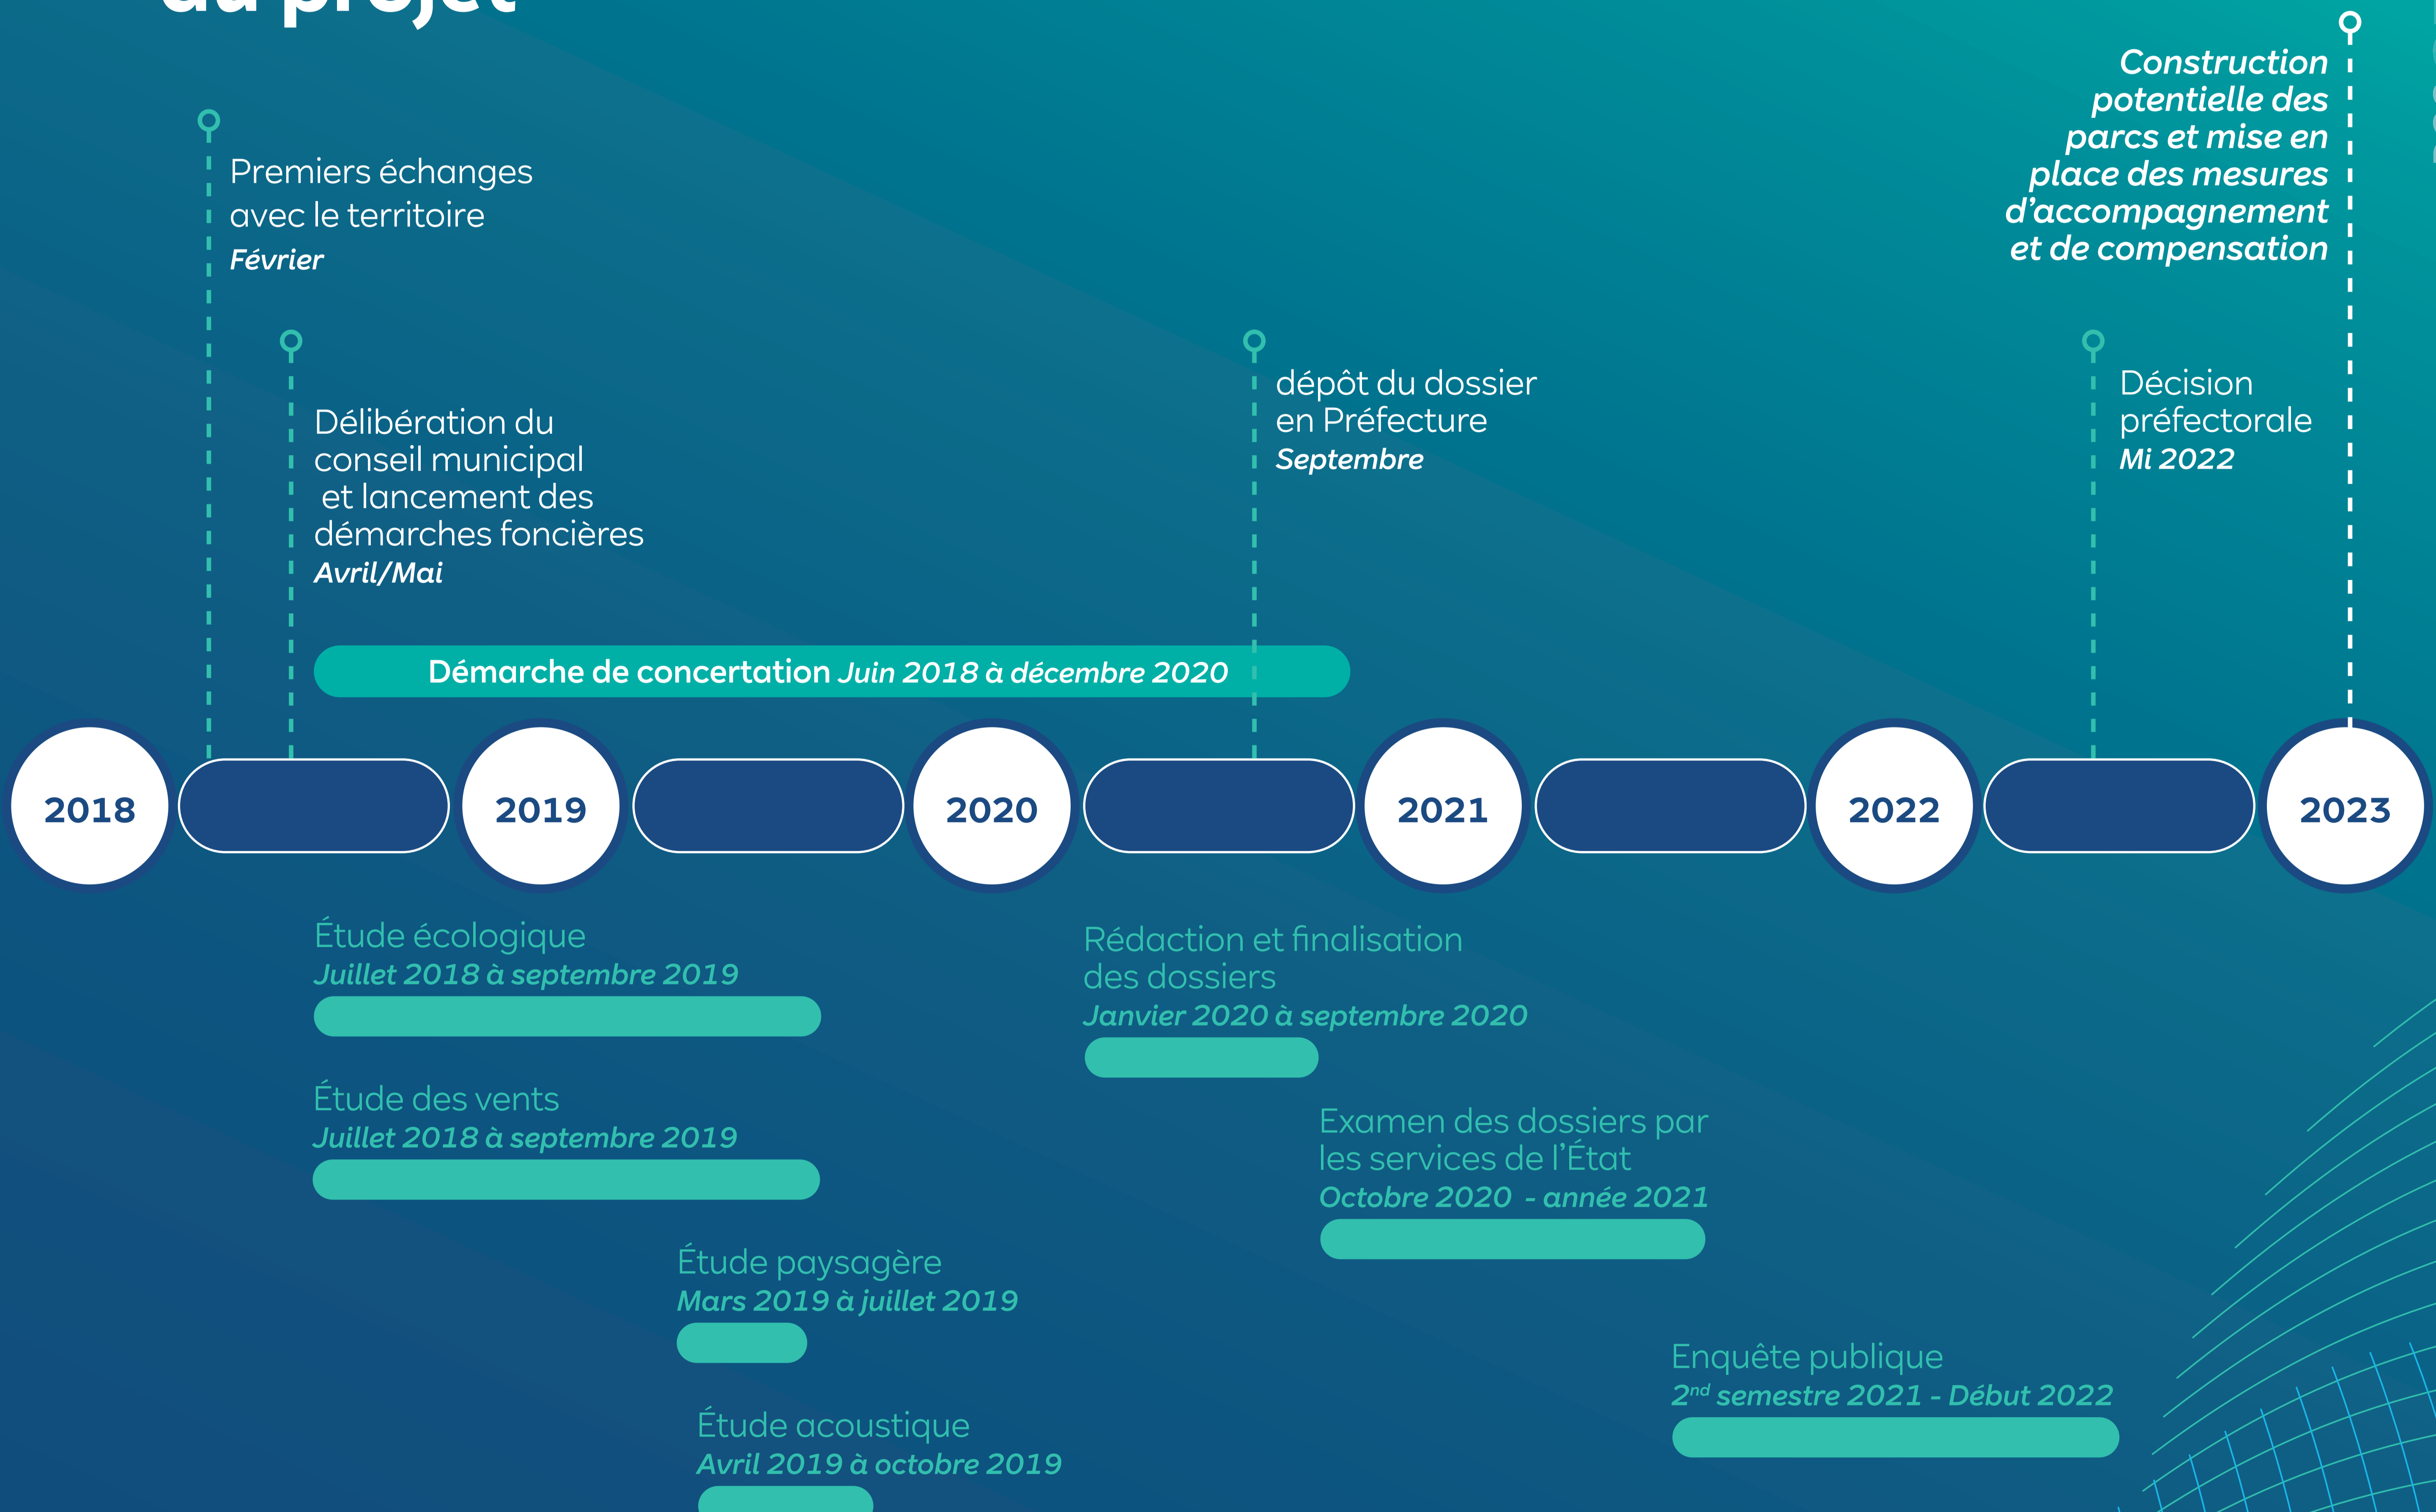 du projet
Construction
potentielle des
parcs et mise en
place des mesures
d'accompagnement
et de compensation
Premiers échanges
avec le territoire
Février
Délibération du
conseil municipal
et lancement des
démarches foncières
Avril/Mai
dépôt du dossier
en Préfecture
Septembre
Décision
préfectorale
Mi 2022
Démarche de concertation Juin 2018 à décembre 2020
2018 2019 2020 2021 2022 2023
Étude écologique
Juillet 2018 à septembre 2019
Étude des vents
Juillet 2018 à septembre 2019
Étude paysagère
Mars 2019 à juillet 2019
Étude acoustique
Avril 2019 à octobre 2019
Rédaction et finalisation
des dossiers
Janvier 2020 à septembre 2020
Examen des dossiers par
les services de l'État
Octobre 2020 - année 2021
Enquête publique
2nd semestre 2021 - Début 2022